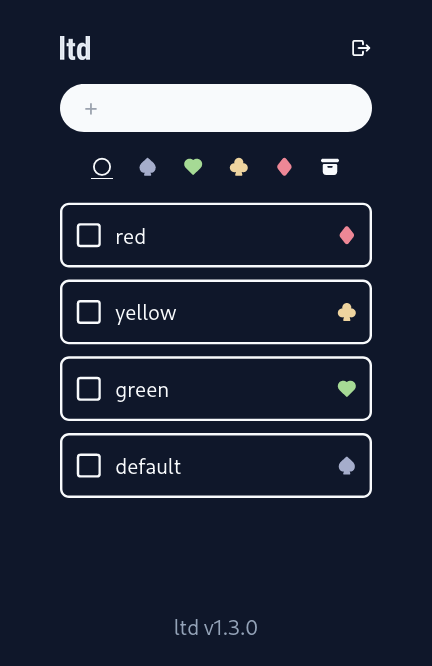 ltd
+
red
yellow
green
default
ltd v1.3.0